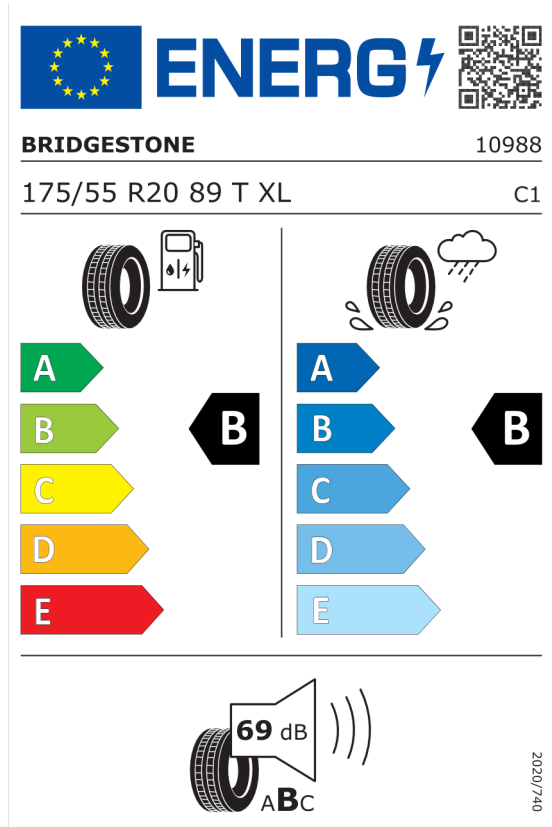 ENERG
BRIDGESTONE 10988
175/55 R20 89 T XL C1
A
B
C
D
E
B
A
B
C
D
E
B
69 dB
ABC
2020/740